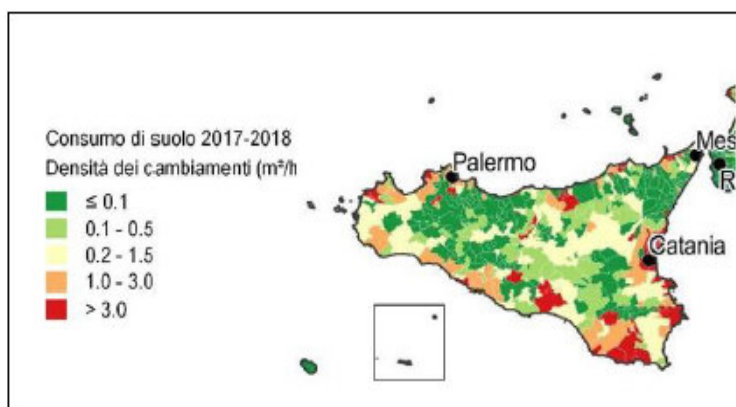 Consumo di suolo 2017-2018
Densità dei cambiamenti (m²/h
≤ 0.1
0.1 - 0.5
0.2 - 1.5
1.0 - 3.0
> 3.0
Palermo
Mes
R
Catania